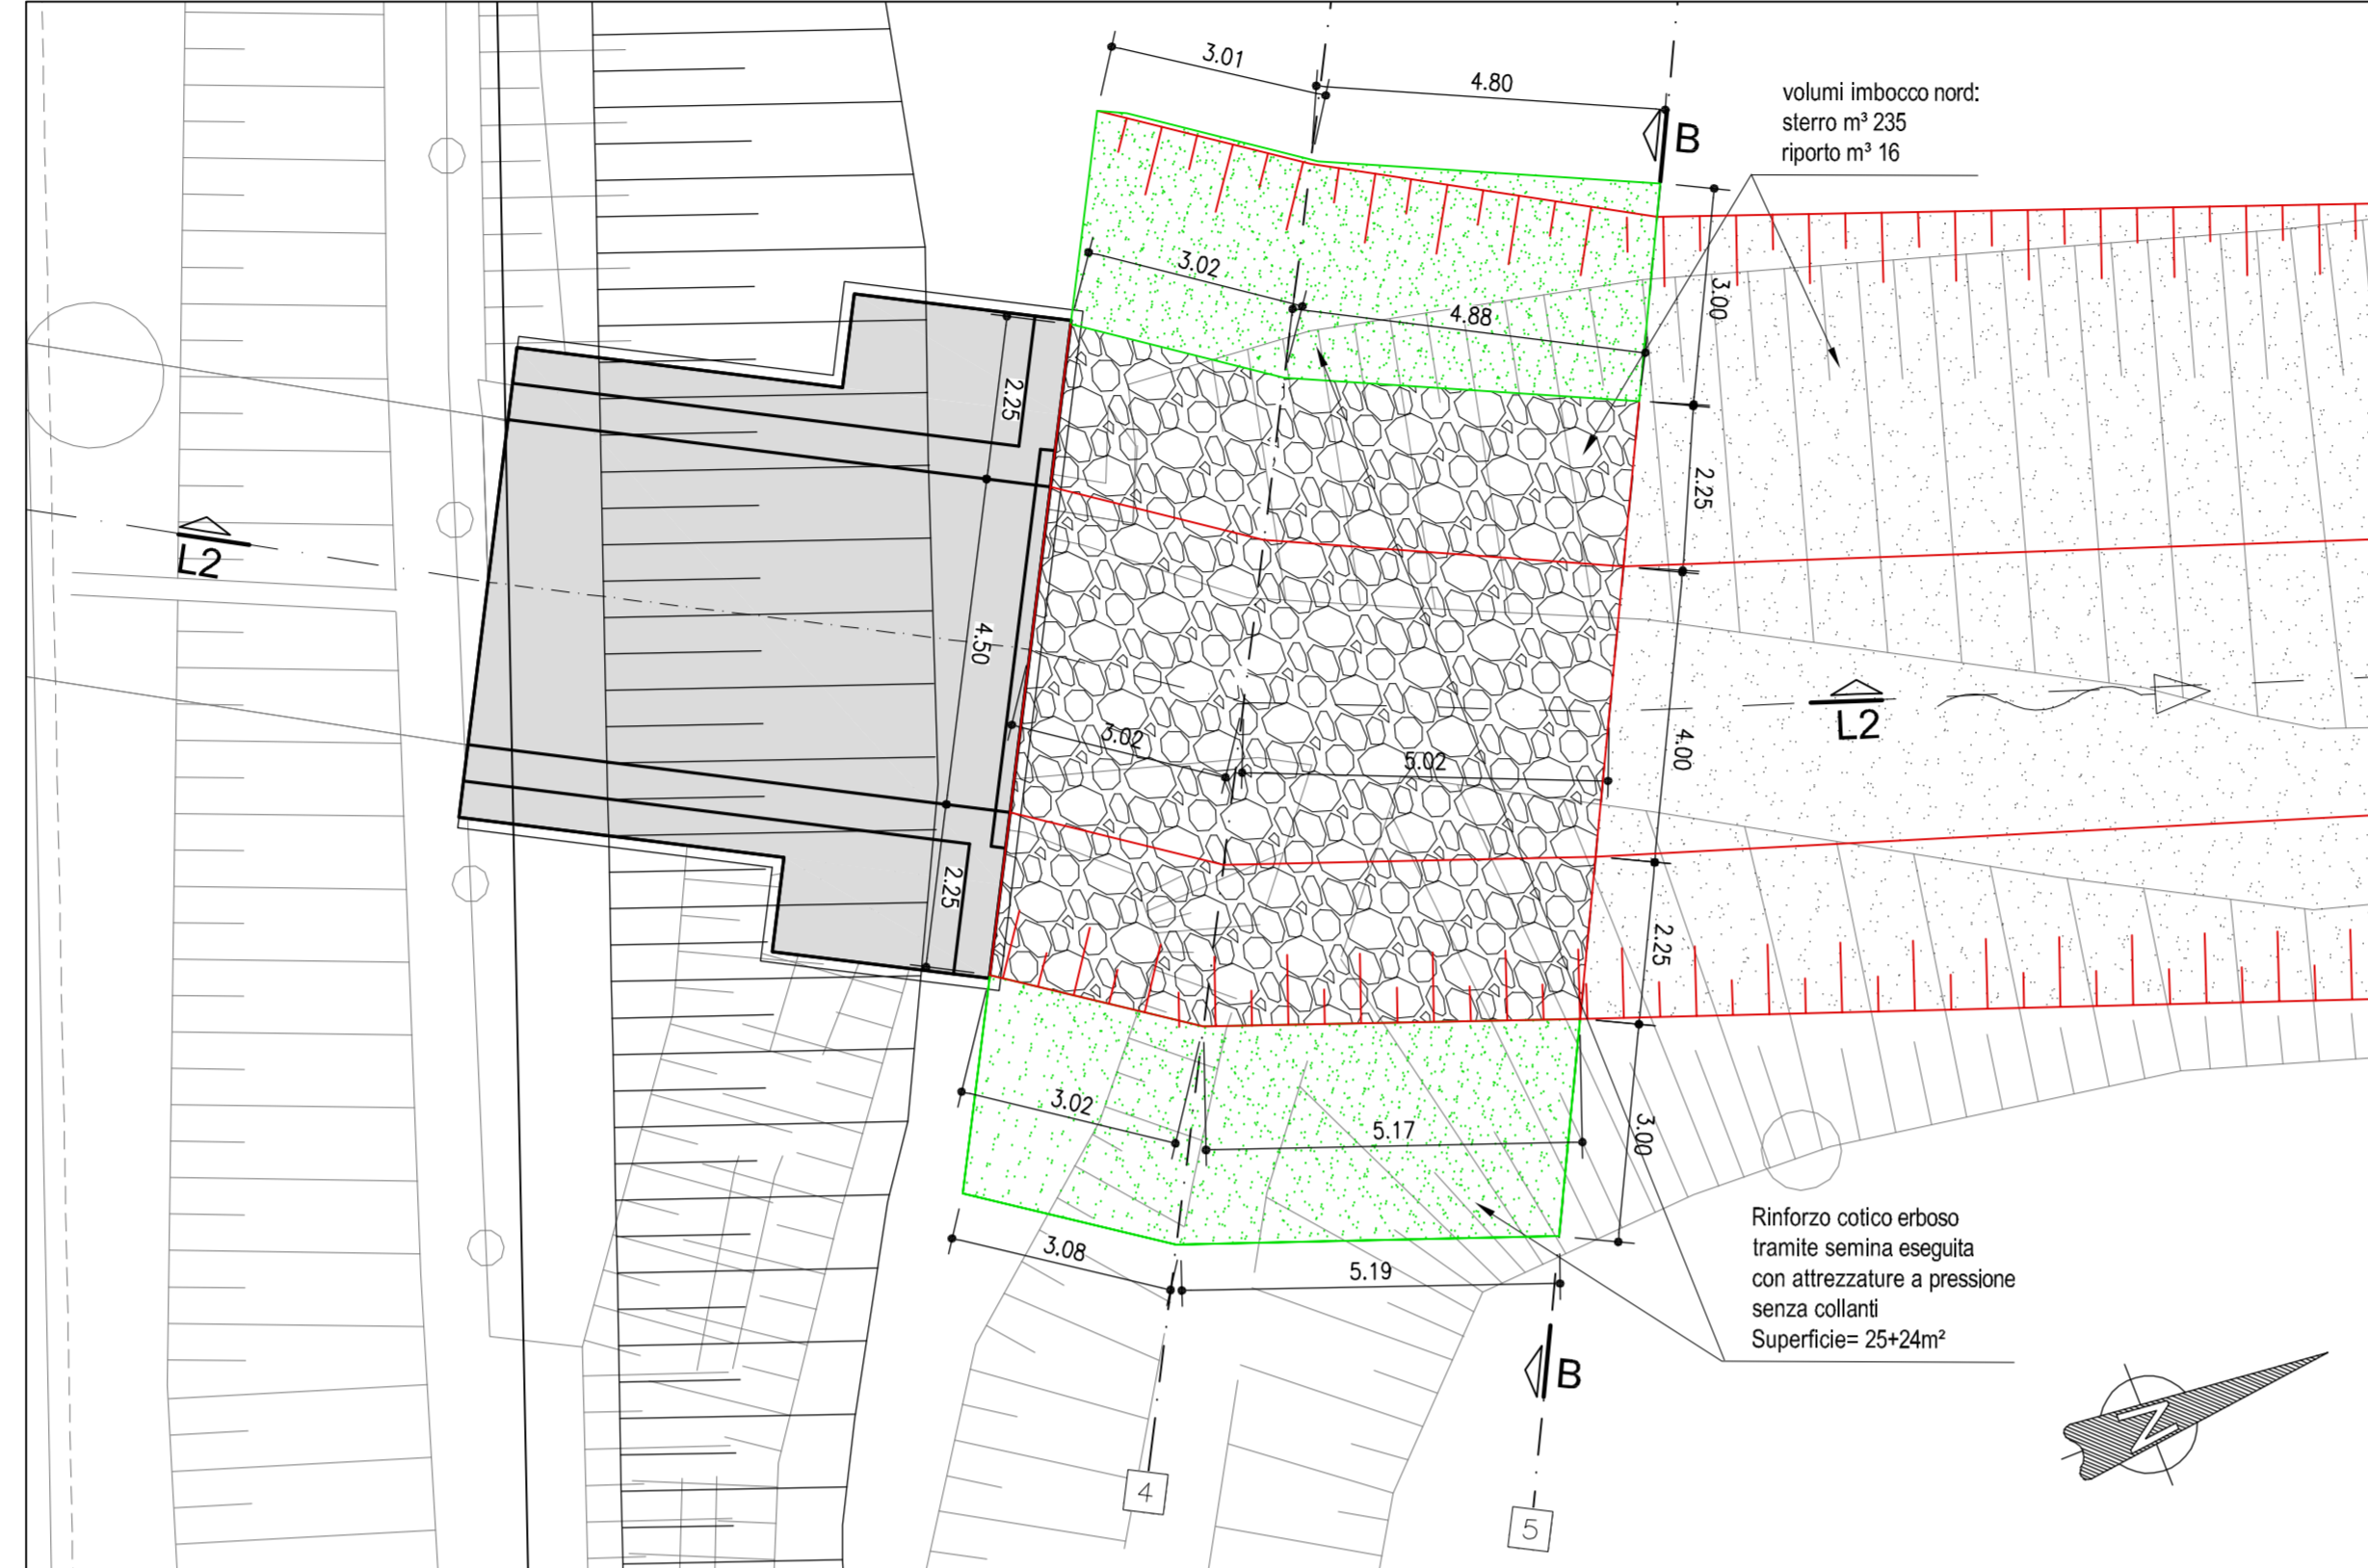 3.01
4.80
B
volumi imbocco nord:
sterro m³ 235
riporto m³ 16
3.02
4.88
3.00
2.25
2.25
L2
4.50
3.02
5.02
L2
4.00
2.25
2.25
3.02
5.17
3.00
3.08
5.19
Rinforzo cotico erboso
tramite semina eseguita
con attrezzature a pressione
senza collanti
Superficie= 25+24m²
B
4
5
N